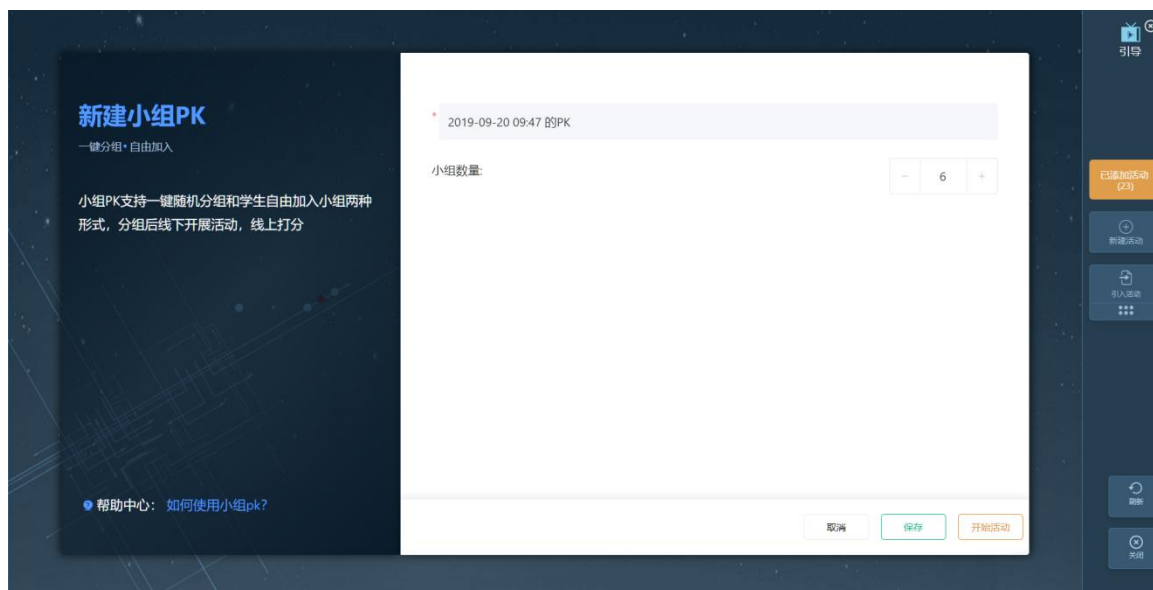 新建小组PK
一键分组•自由加入
小组PK支持一键随机分组和学生自由加入小组两种
形式，分组后线下开展活动，线上打分
帮助中心： 如何使用小组pk?
* 2019-09-20 09:47 的PK
小组数量:
− 6 +
取消 保存 开始活动
引导
已添加活动
(23)
新建活动
引入活动
刷新
关闭